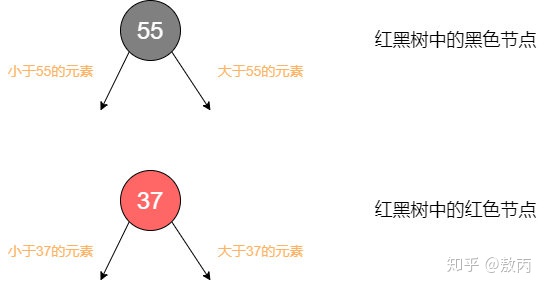 55
红黑树中的黑色节点
小于55的元素
大于55的元素
37
红黑树中的红色节点
小于37的元素
大于37的元素
知乎 @敖丙